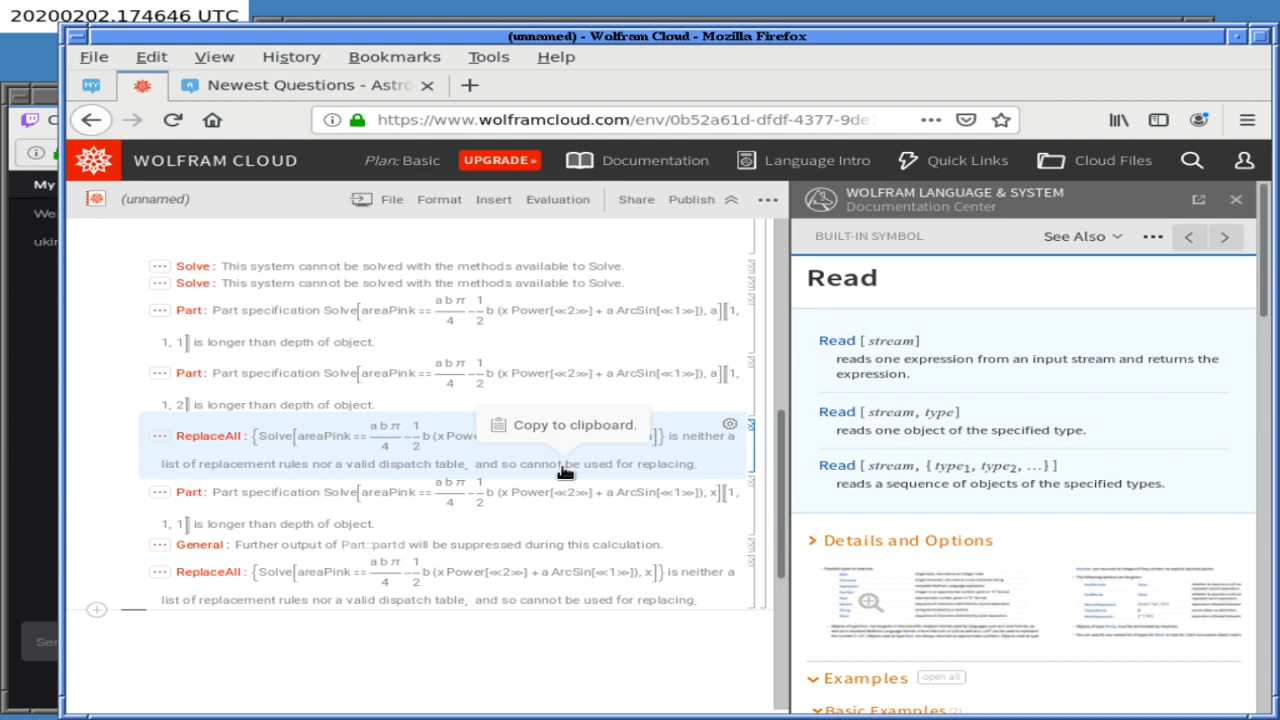 20200202.174646 UTC
(unnamed) - Wolfram Cloud - Mozilla Firefox
File Edit View History Bookmarks Tools Help
MY Newest Questions - Astro
https://www.wolframcloud.com/env/0b52a61d-dfdf-4377-9de
WOLFRAM CLOUD Plan: Basic UPGRADE » Documentation Language Intro Quick Links Cloud Files
My
We
ukin
Ser
(unnamed) File Format Insert Evaluation Share Publish
Solve: This system cannot be solved with the methods available to Solve.
Solve: This system cannot be solved with the methods available to Solve.
Part: Part specification Solve[areaPink == a b π/4 − 1/2 b (x Power[≪2≫] + a ArcSin[≪1≫]), a]⟦1,
1, 1⟧ is longer than depth of object.
Part: Part specification Solve[areaPink == a b π/4 − 1/2 b (x Power[≪2≫] + a ArcSin[≪1≫]), a]⟦1,
1, 2⟧ is longer than depth of object.
Copy to clipboard.
ReplaceAll: {Solve[areaPink == a b π/4 − 1/2 b (x Powe ]} is neither a
list of replacement rules nor a valid dispatch table, and so cannot be used for replacing.
Part: Part specification Solve[areaPink == a b π/4 − 1/2 b (x Power[≪2≫] + a ArcSin[≪1≫]), x]⟦1,
1, 1⟧ is longer than depth of object.
General: Further output of Part::partd will be suppressed during this calculation.
ReplaceAll: {Solve[areaPink == a b π/4 − 1/2 b (x Power[≪2≫] + a ArcSin[≪1≫]), x]} is neither a
list of replacement rules nor a valid dispatch table, and so cannot be used for replacing.
WOLFRAM LANGUAGE & SYSTEM
Documentation Center
BUILT-IN SYMBOL See Also
Read
Read [ stream]
reads one expression from an input stream and returns the
expression.
Read [ stream, type]
reads one object of the specified type.
Read [ stream, { type1, type2, …} ]
reads a sequence of objects of the specified types.
Details and Options
Examples open all
Basic Examples (2)